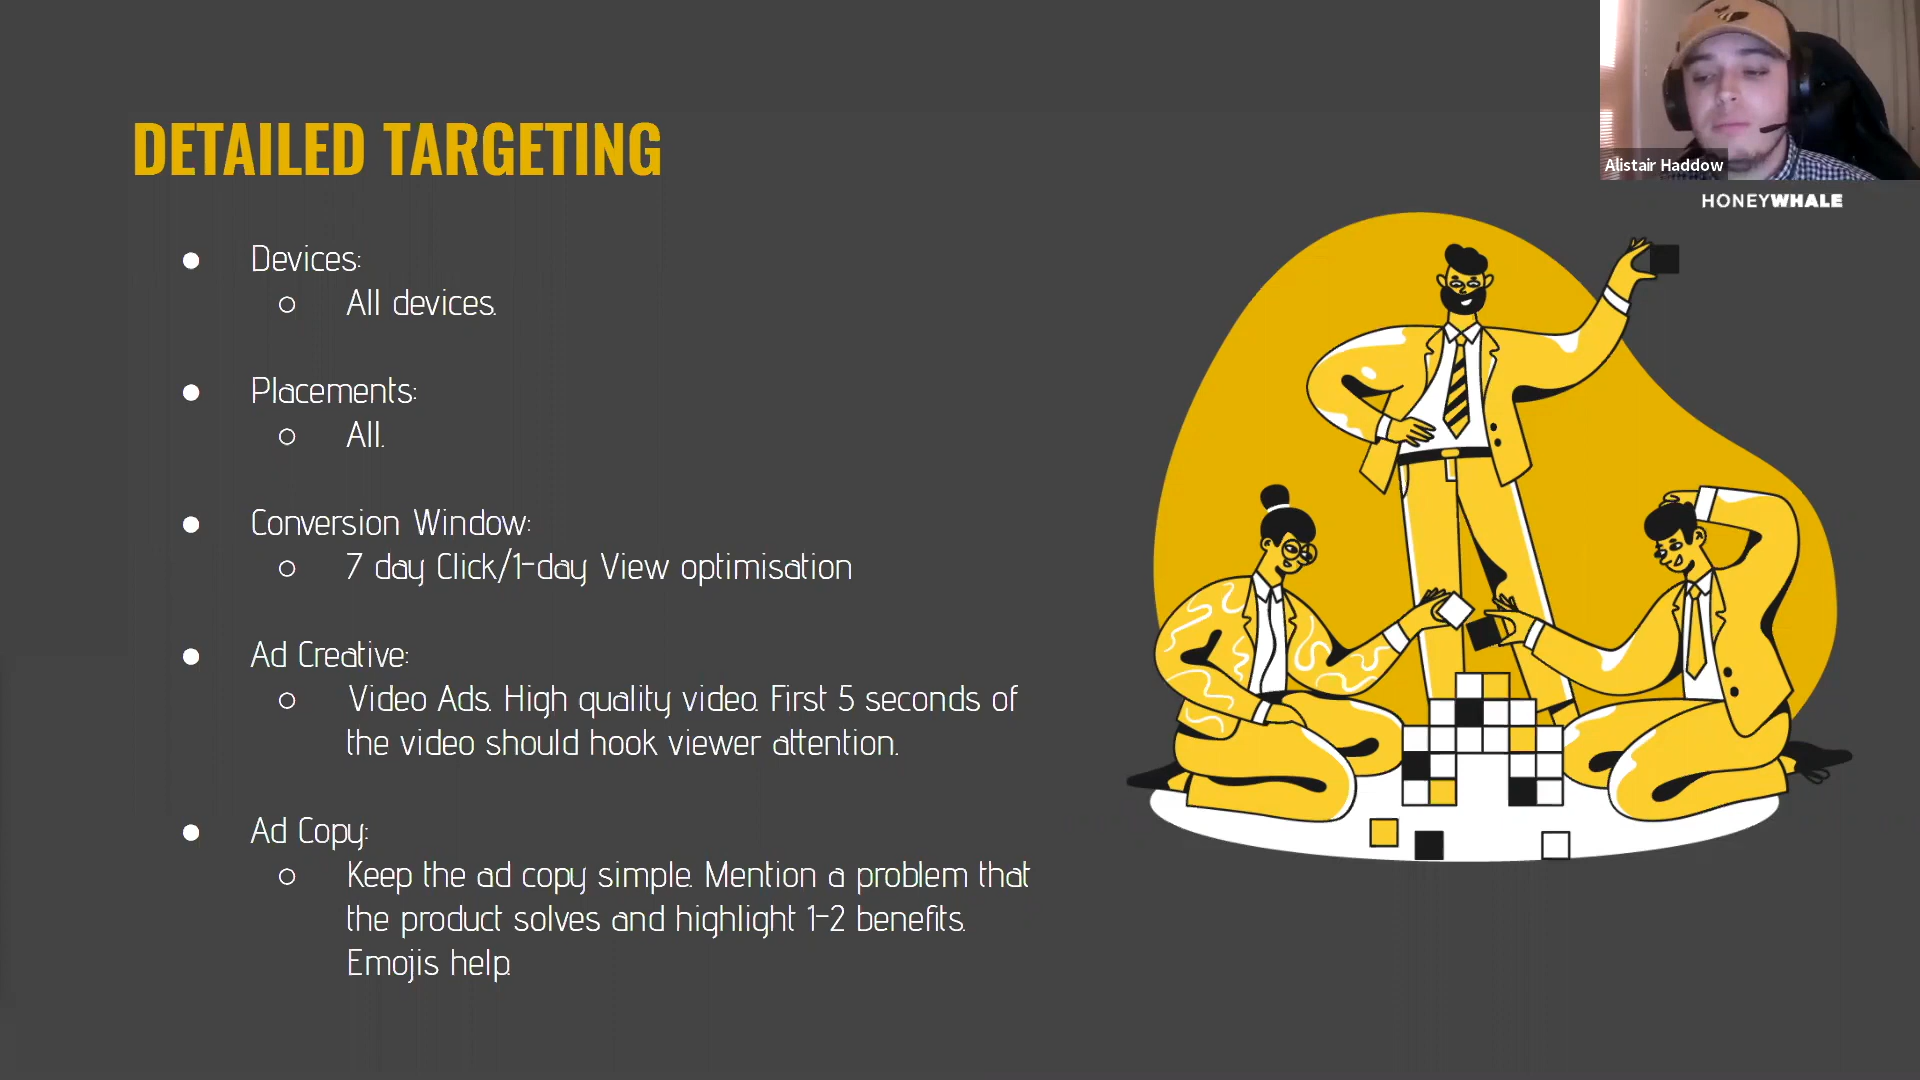 DETAILED TARGETING
Alistair Haddow
HONEYWHALE
● Devices:
○ All devices.
● Placements:
○ All.
● Conversion Window:
○ 7 day Click/1-day View optimisation
● Ad Creative:
○ Video Ads. High quality video. First 5 seconds of
the video should hook viewer attention.
● Ad Copy:
○ Keep the ad copy simple. Mention a problem that
the product solves and highlight 1-2 benefits.
Emojis help.